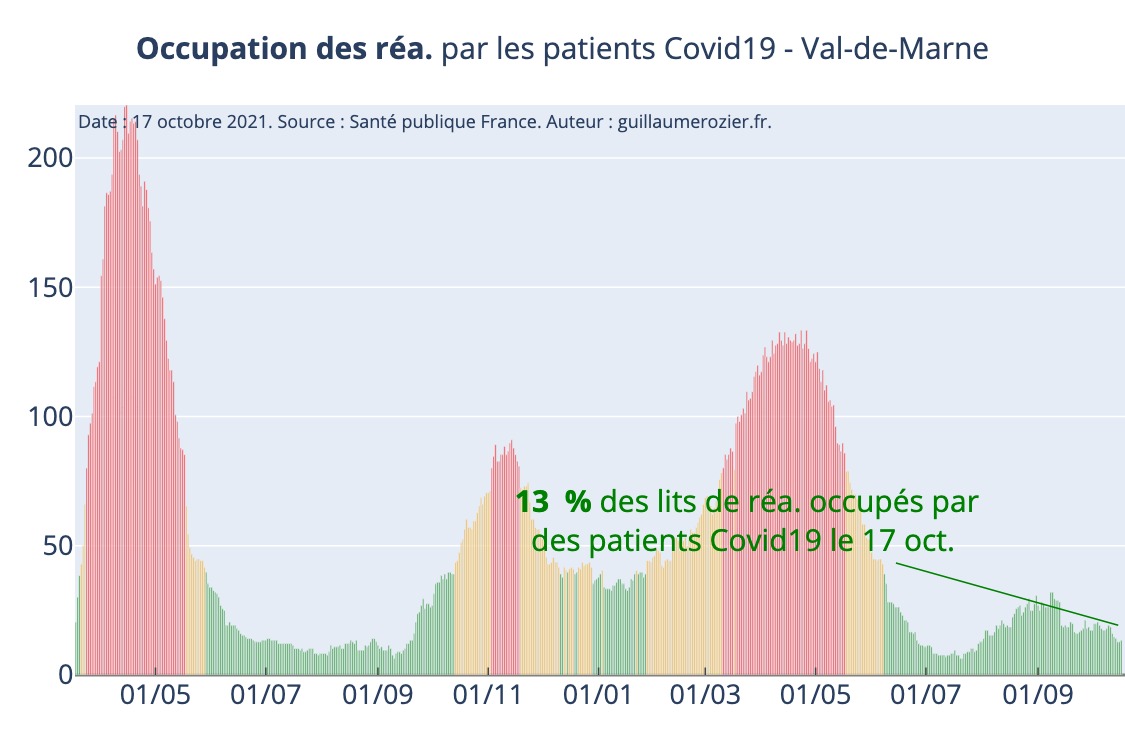 Occupation des réa. par les patients Covid19 - Val-de-Marne
Date : 17 octobre 2021. Source : Santé publique France. Auteur : guillaumerozier.fr.
200
150
100
50
0
13 % des lits de réa. occupés par
des patients Covid19 le 17 oct.
01/05 01/07 01/09 01/11 01/01 01/03 01/05 01/07 01/09